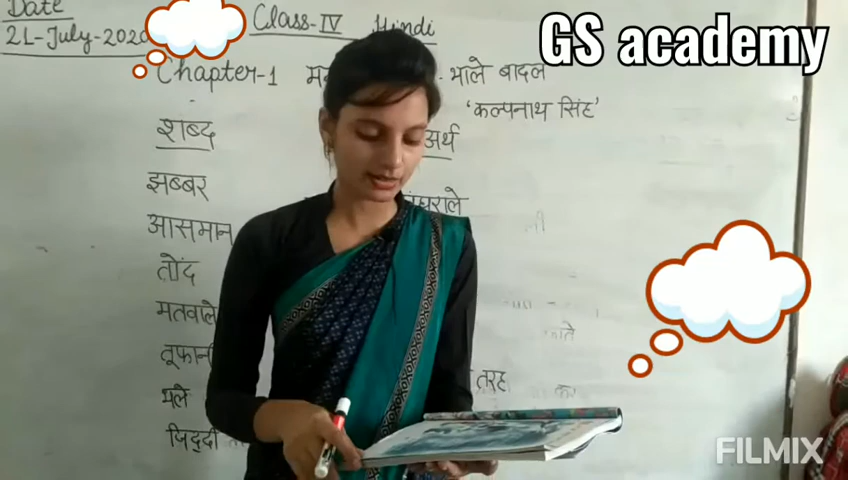 Date
21-July-2020
Class-IV Hindi
GS academy
Chapter-1 भाले बादल
'कल्पनाथ सिंह'
शब्द अर्थ
झब्बर
आसमान
तोंद
मतवाले
तूफानी
भले तरह
जिद्दी
FILMIX